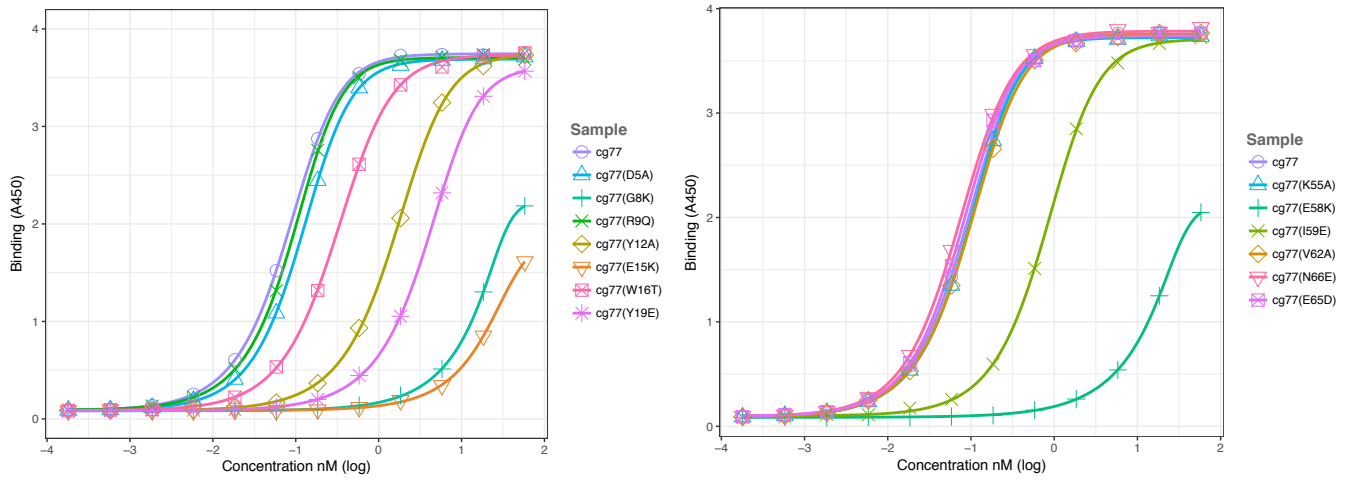 4
3
2
1
0
Binding (A450)
−4 −3 −2 −1 0 1 2
Concentration nM (log)
Sample
cg77
cg77(D5A)
cg77(G8K)
cg77(R9Q)
cg77(Y12A)
cg77(E15K)
cg77(W16T)
cg77(Y19E)
4
3
2
1
0
Binding (A450)
−4 −3 −2 −1 0 1 2
Concentration nM (log)
Sample
cg77
cg77(K55A)
cg77(E58K)
cg77(I59E)
cg77(V62A)
cg77(N66E)
cg77(E65D)